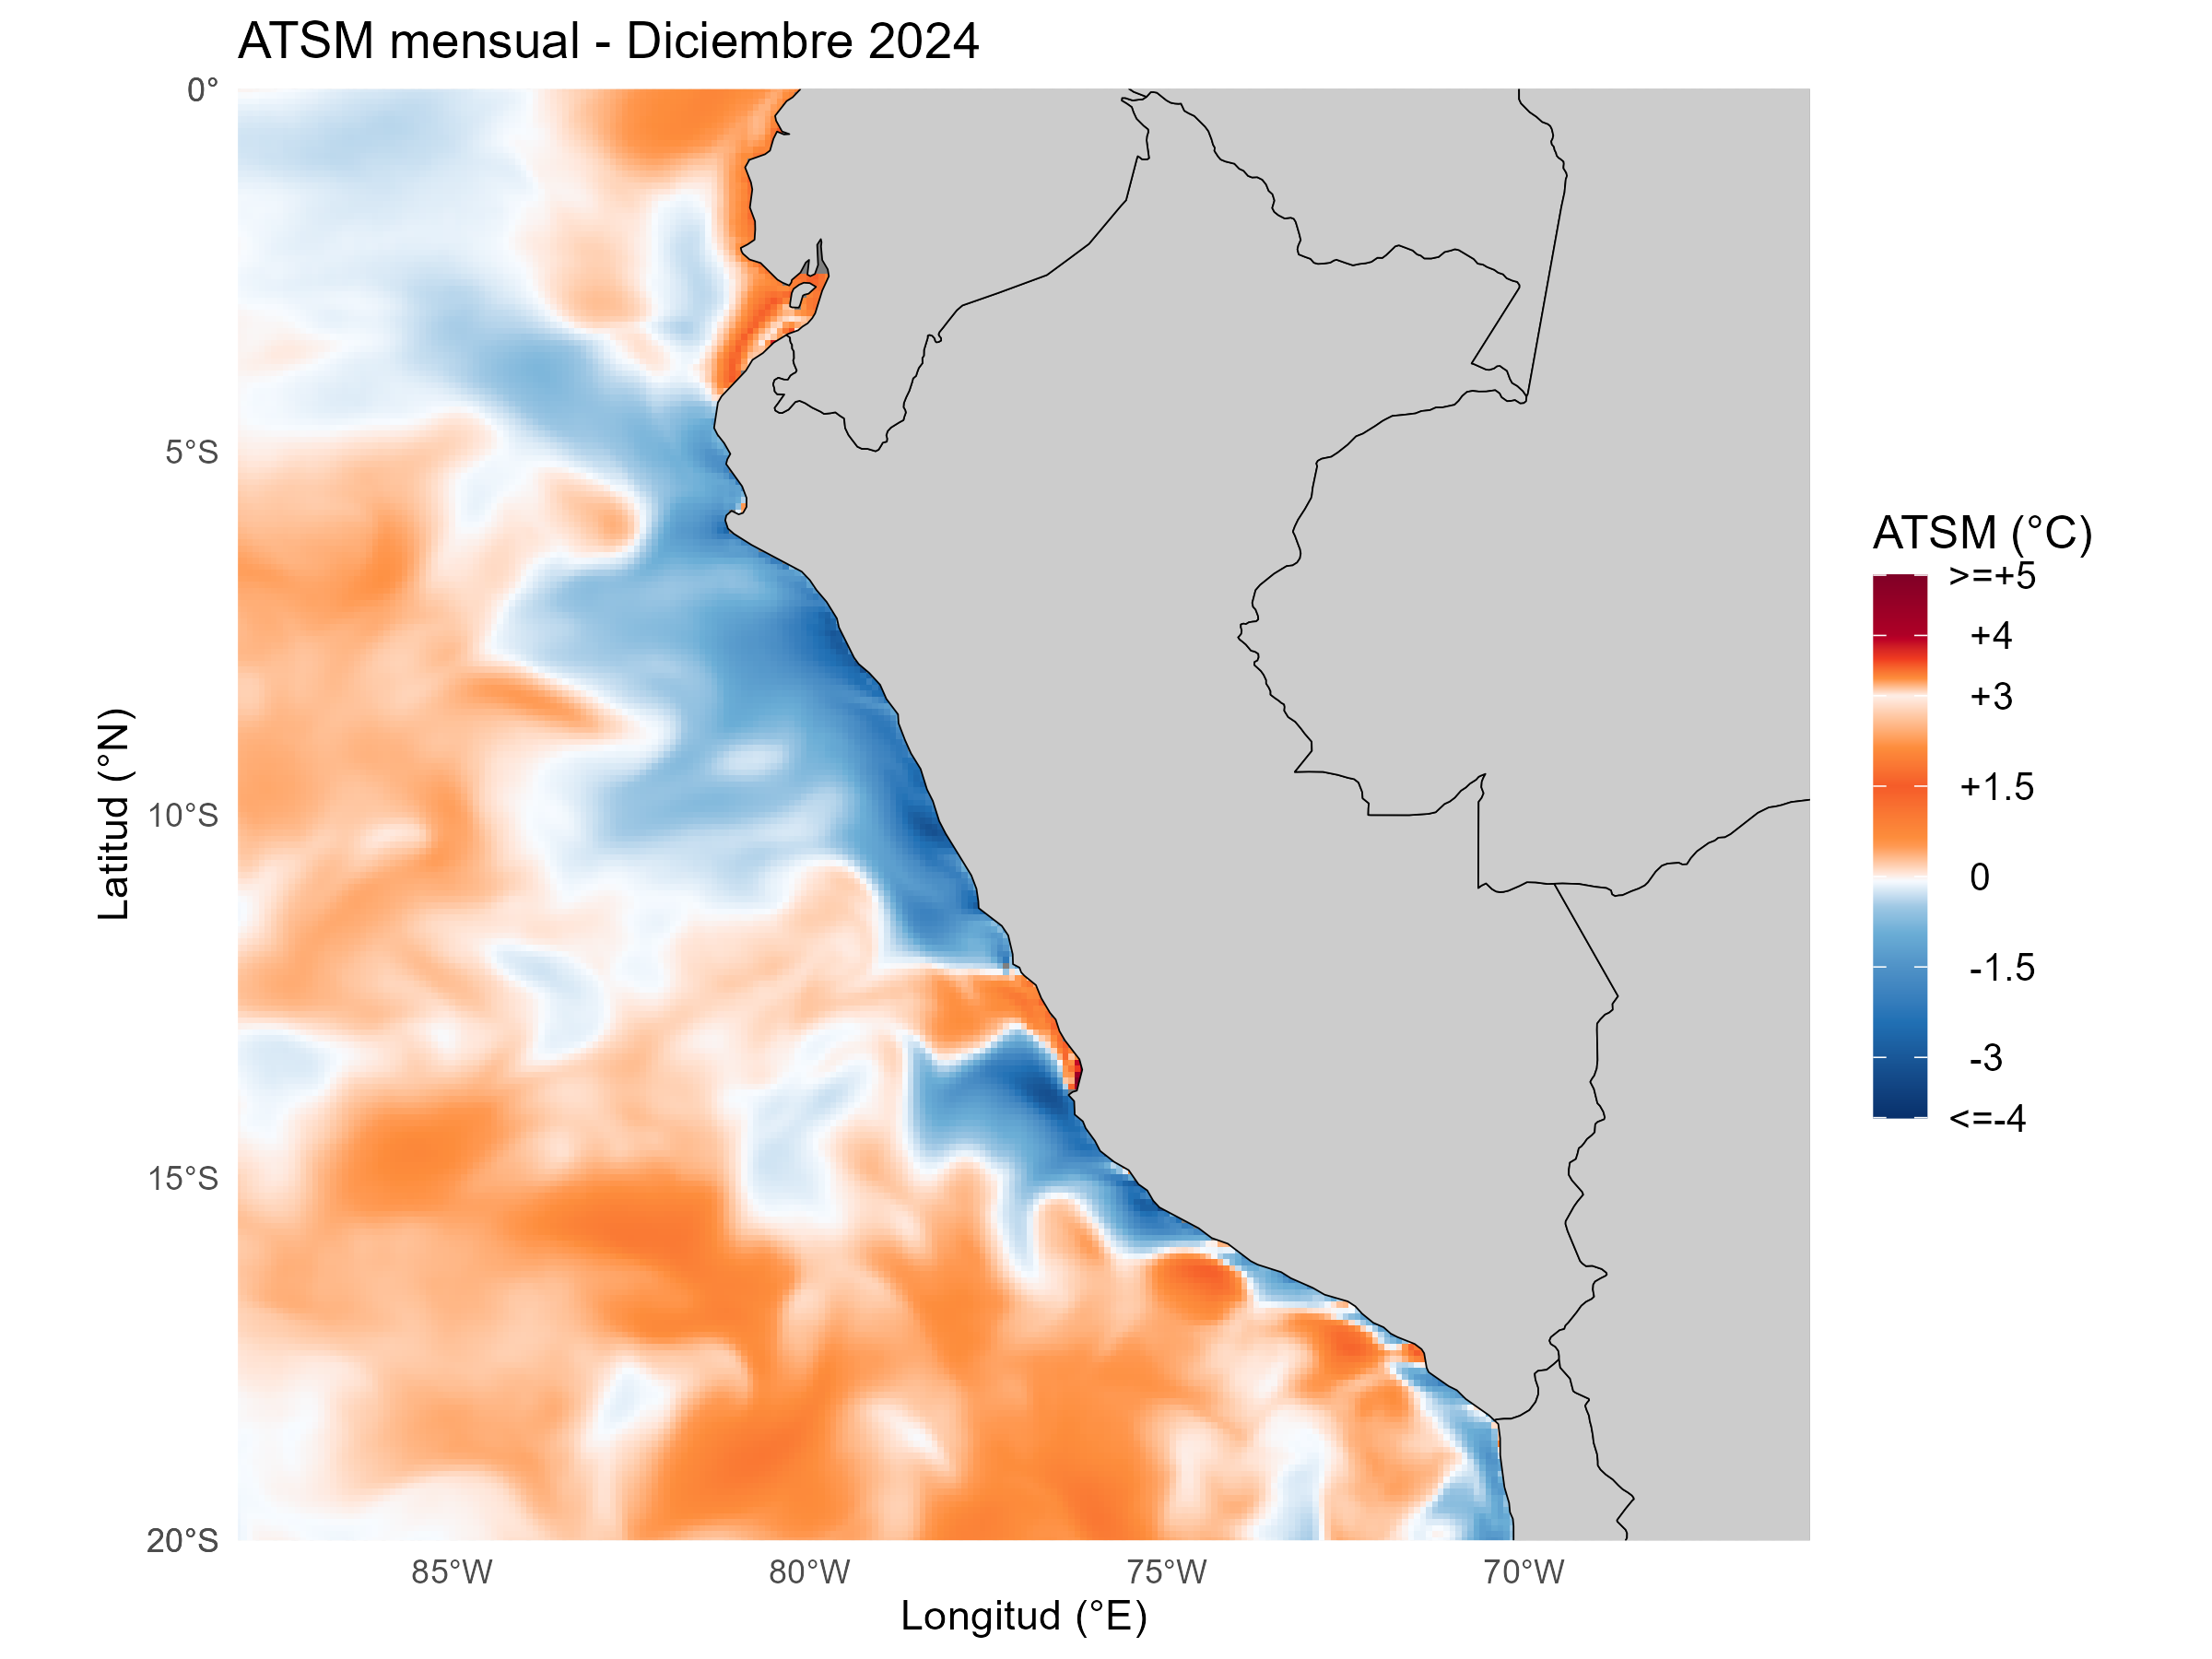 ATSM mensual - Diciembre 2024
0°
5°S
10°S
15°S
20°S
Latitud (°N)
85°W
80°W
75°W
70°W
Longitud (°E)
ATSM (°C)
>=+5
+4
+3
+1.5
0
-1.5
-3
<=-4